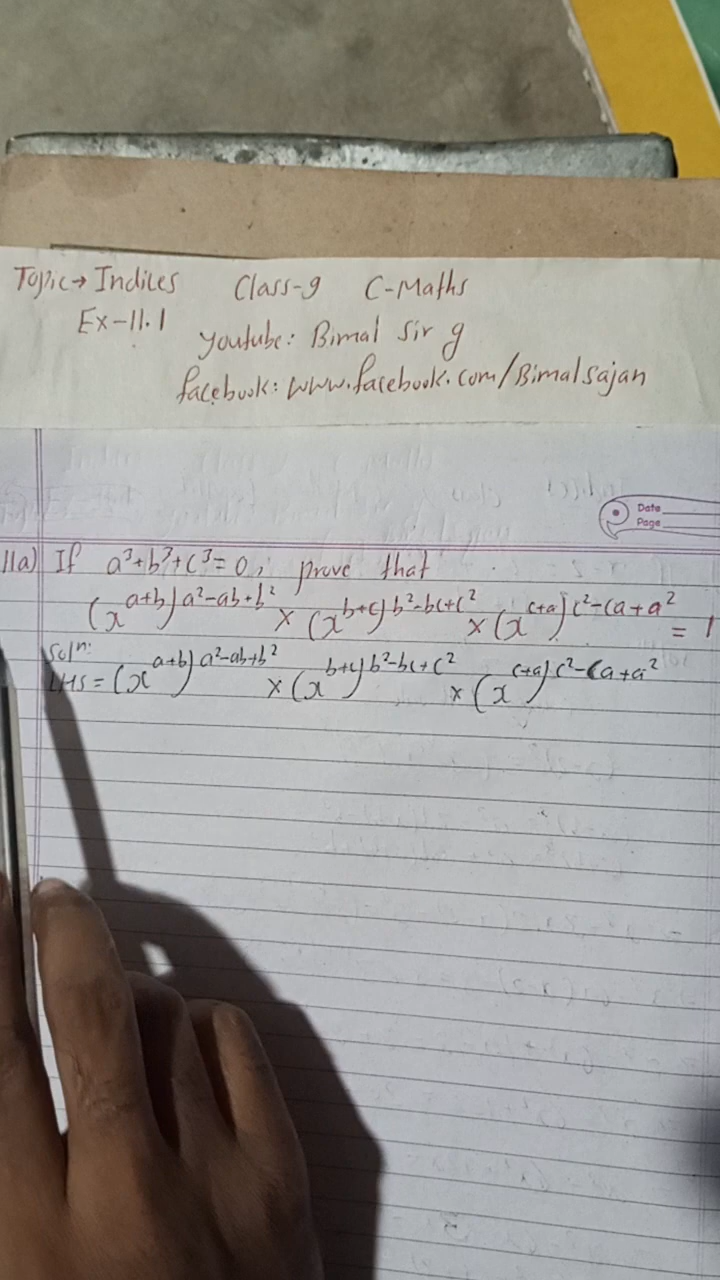 Topic→ Indices Class-9 C-Maths
Ex-11.1
youtube: Bimal Sir g
facebook: www.facebook.com/Bimalsajan
Date
Page
11a) If a³+b³+c³=0, prove that
(x^{a+b})^{a²-ab+b²} × (x^{b+c})^{b²-bc+c²} × (x^{c+a})^{c²-ca+a²} = 1
Solⁿ:
LHS = (x^{a+b})^{a²-ab+b²} × (x^{b+c})^{b²-bc+c²} × (x^{c+a})^{c²-ca+a²}